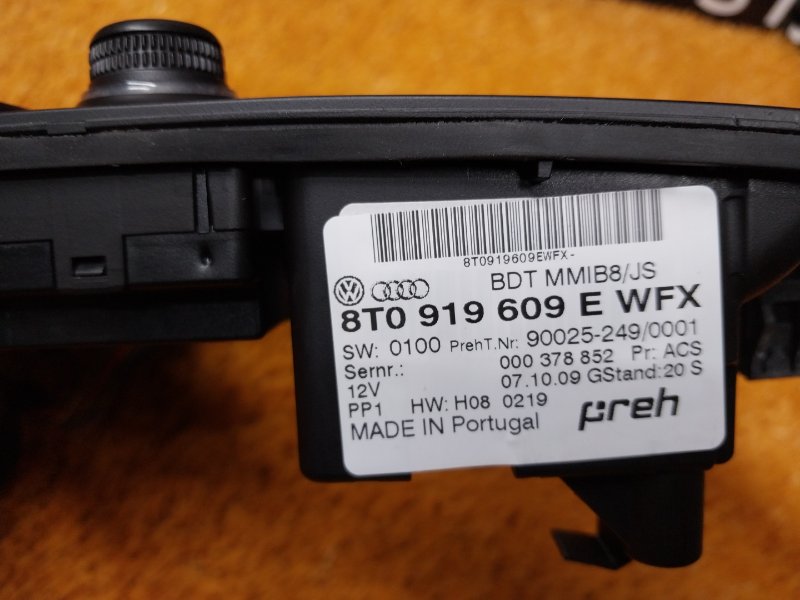 8T0919609EWFX-
BDT MMIB8/JS
8T0 919 609 E WFX
SW: 0100 PrehT.Nr: 90025-249/0001
Sernr.: 000 378 852 Pr: ACS
12V 07.10.09 GStand: 20 S
PP1 HW: H08 0219
MADE IN Portugal preh